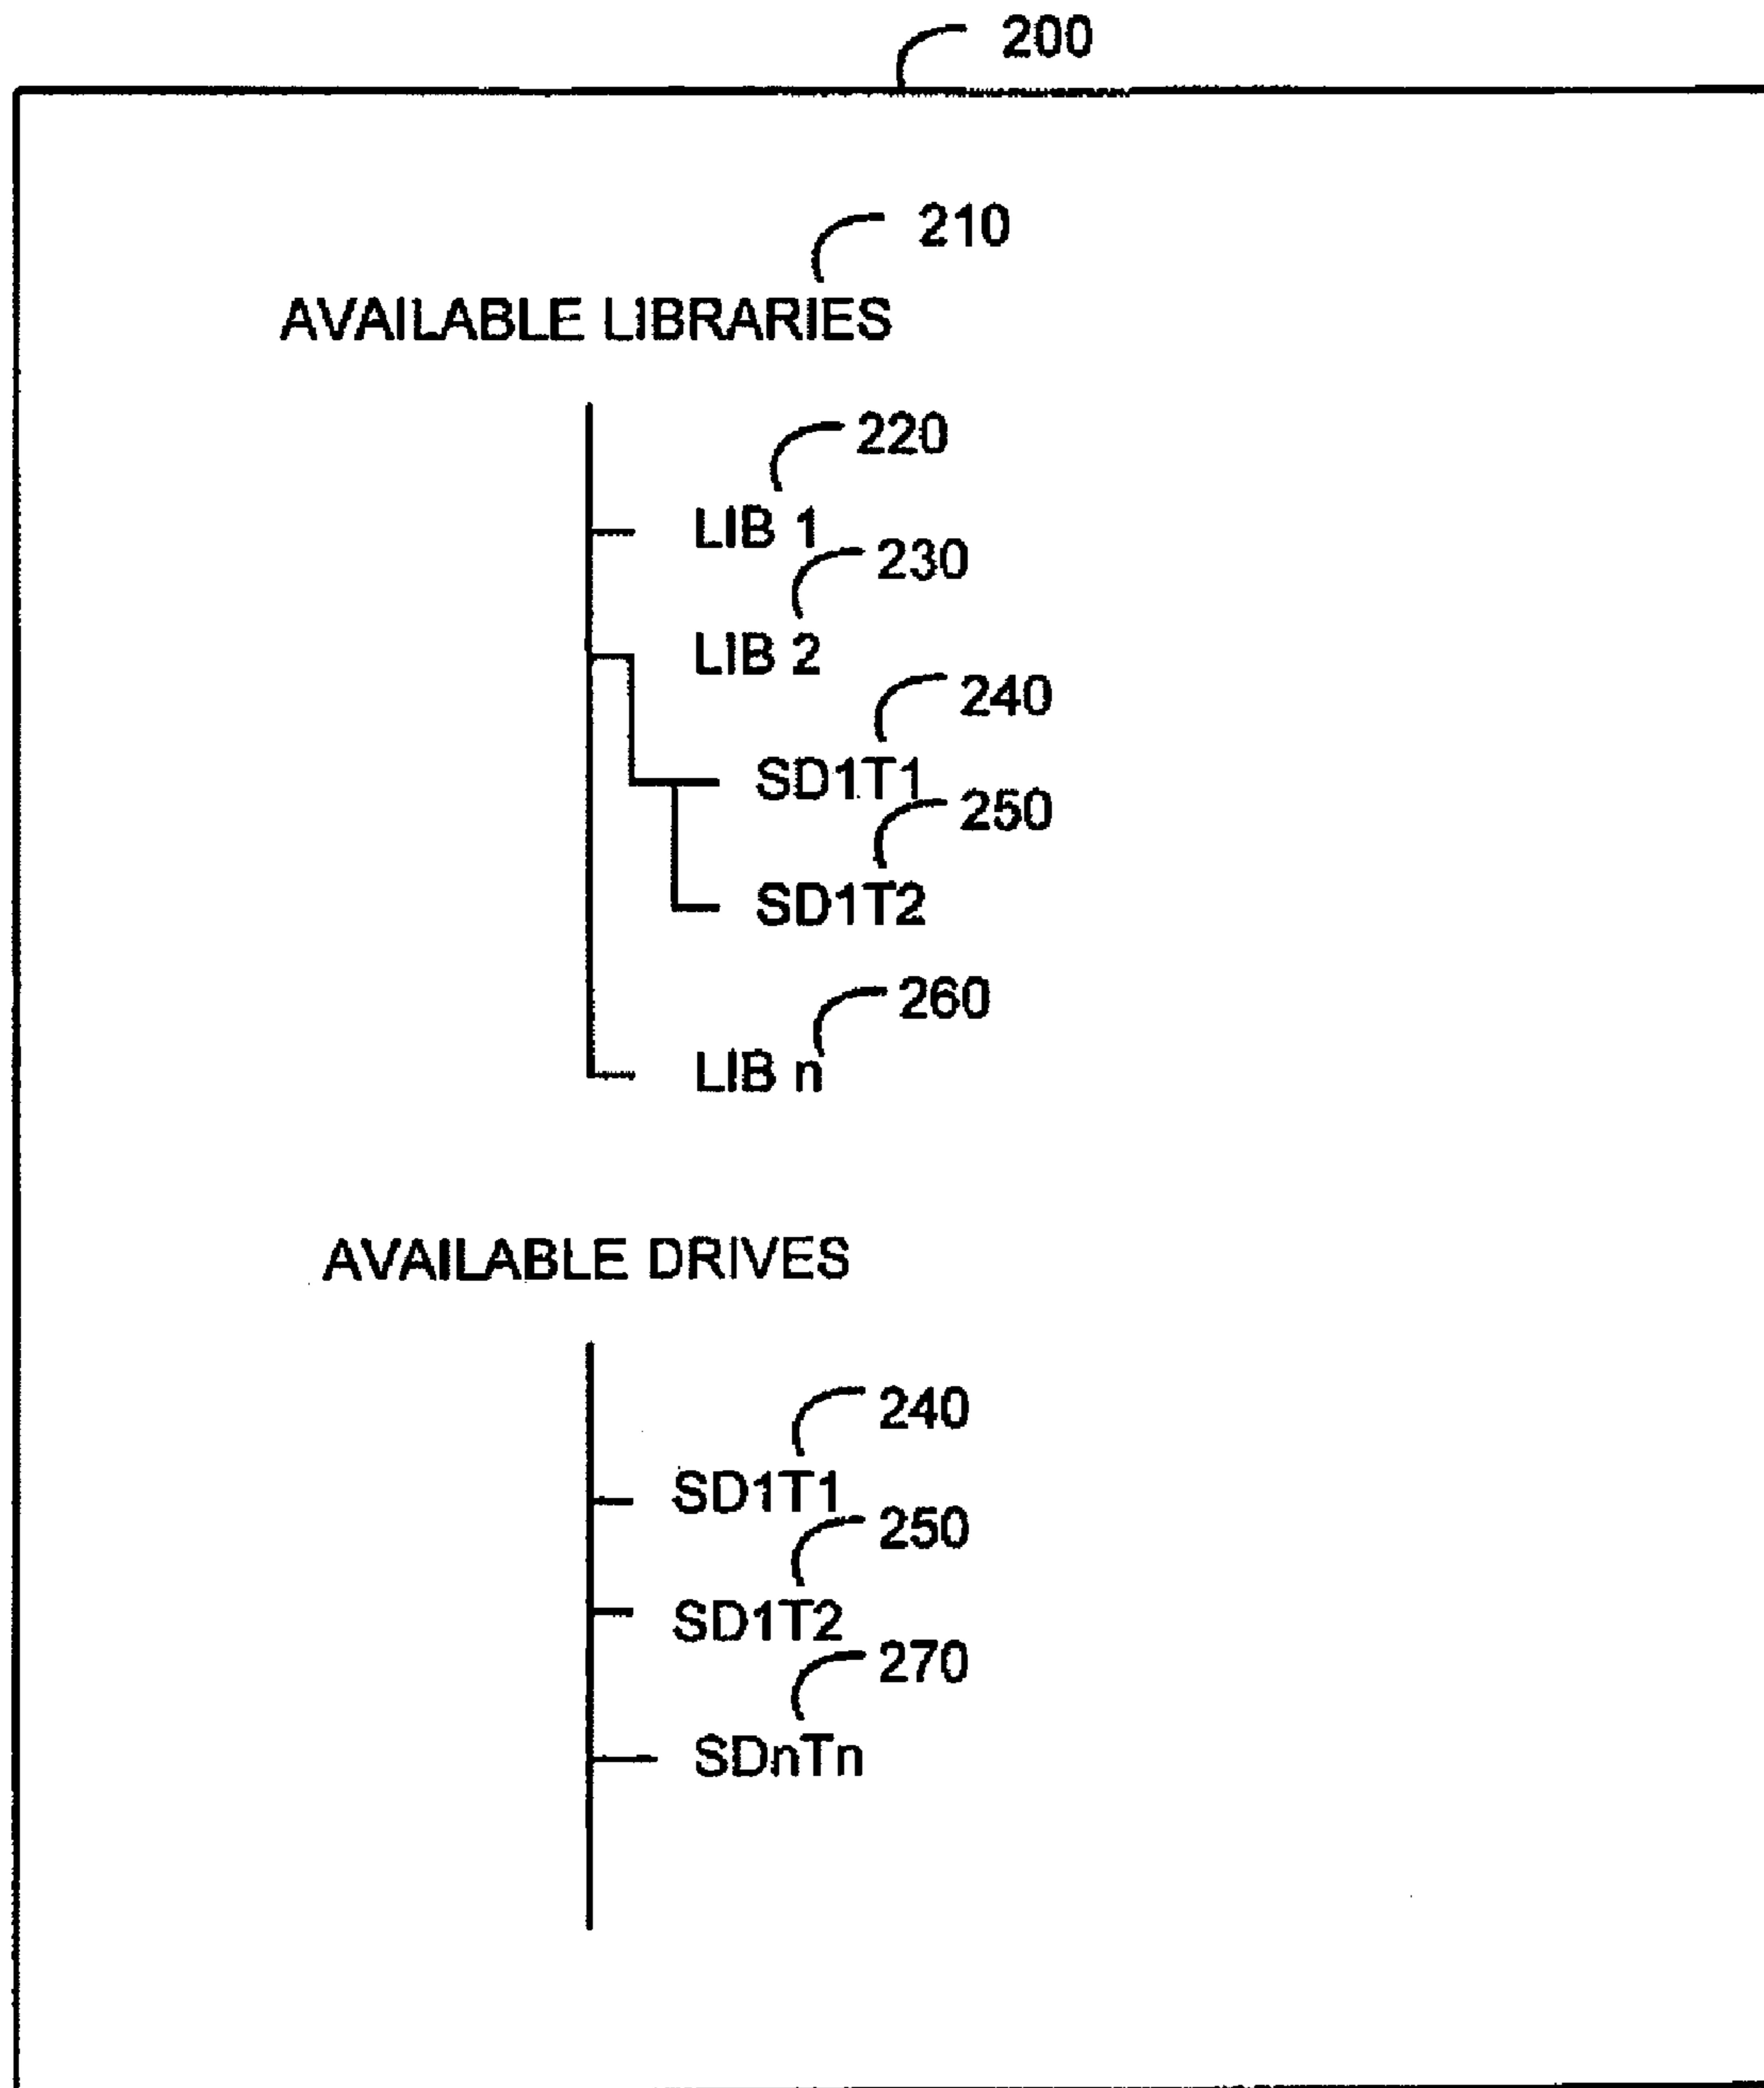 200
210
AVAILABLE LIBRARIES
220
LIB 1
230
LIB 2
240
SD1T1
250
SD1T2
260
LIB n
AVAILABLE DRIVES
240
SD1T1
250
SD1T2
270
SDnTn